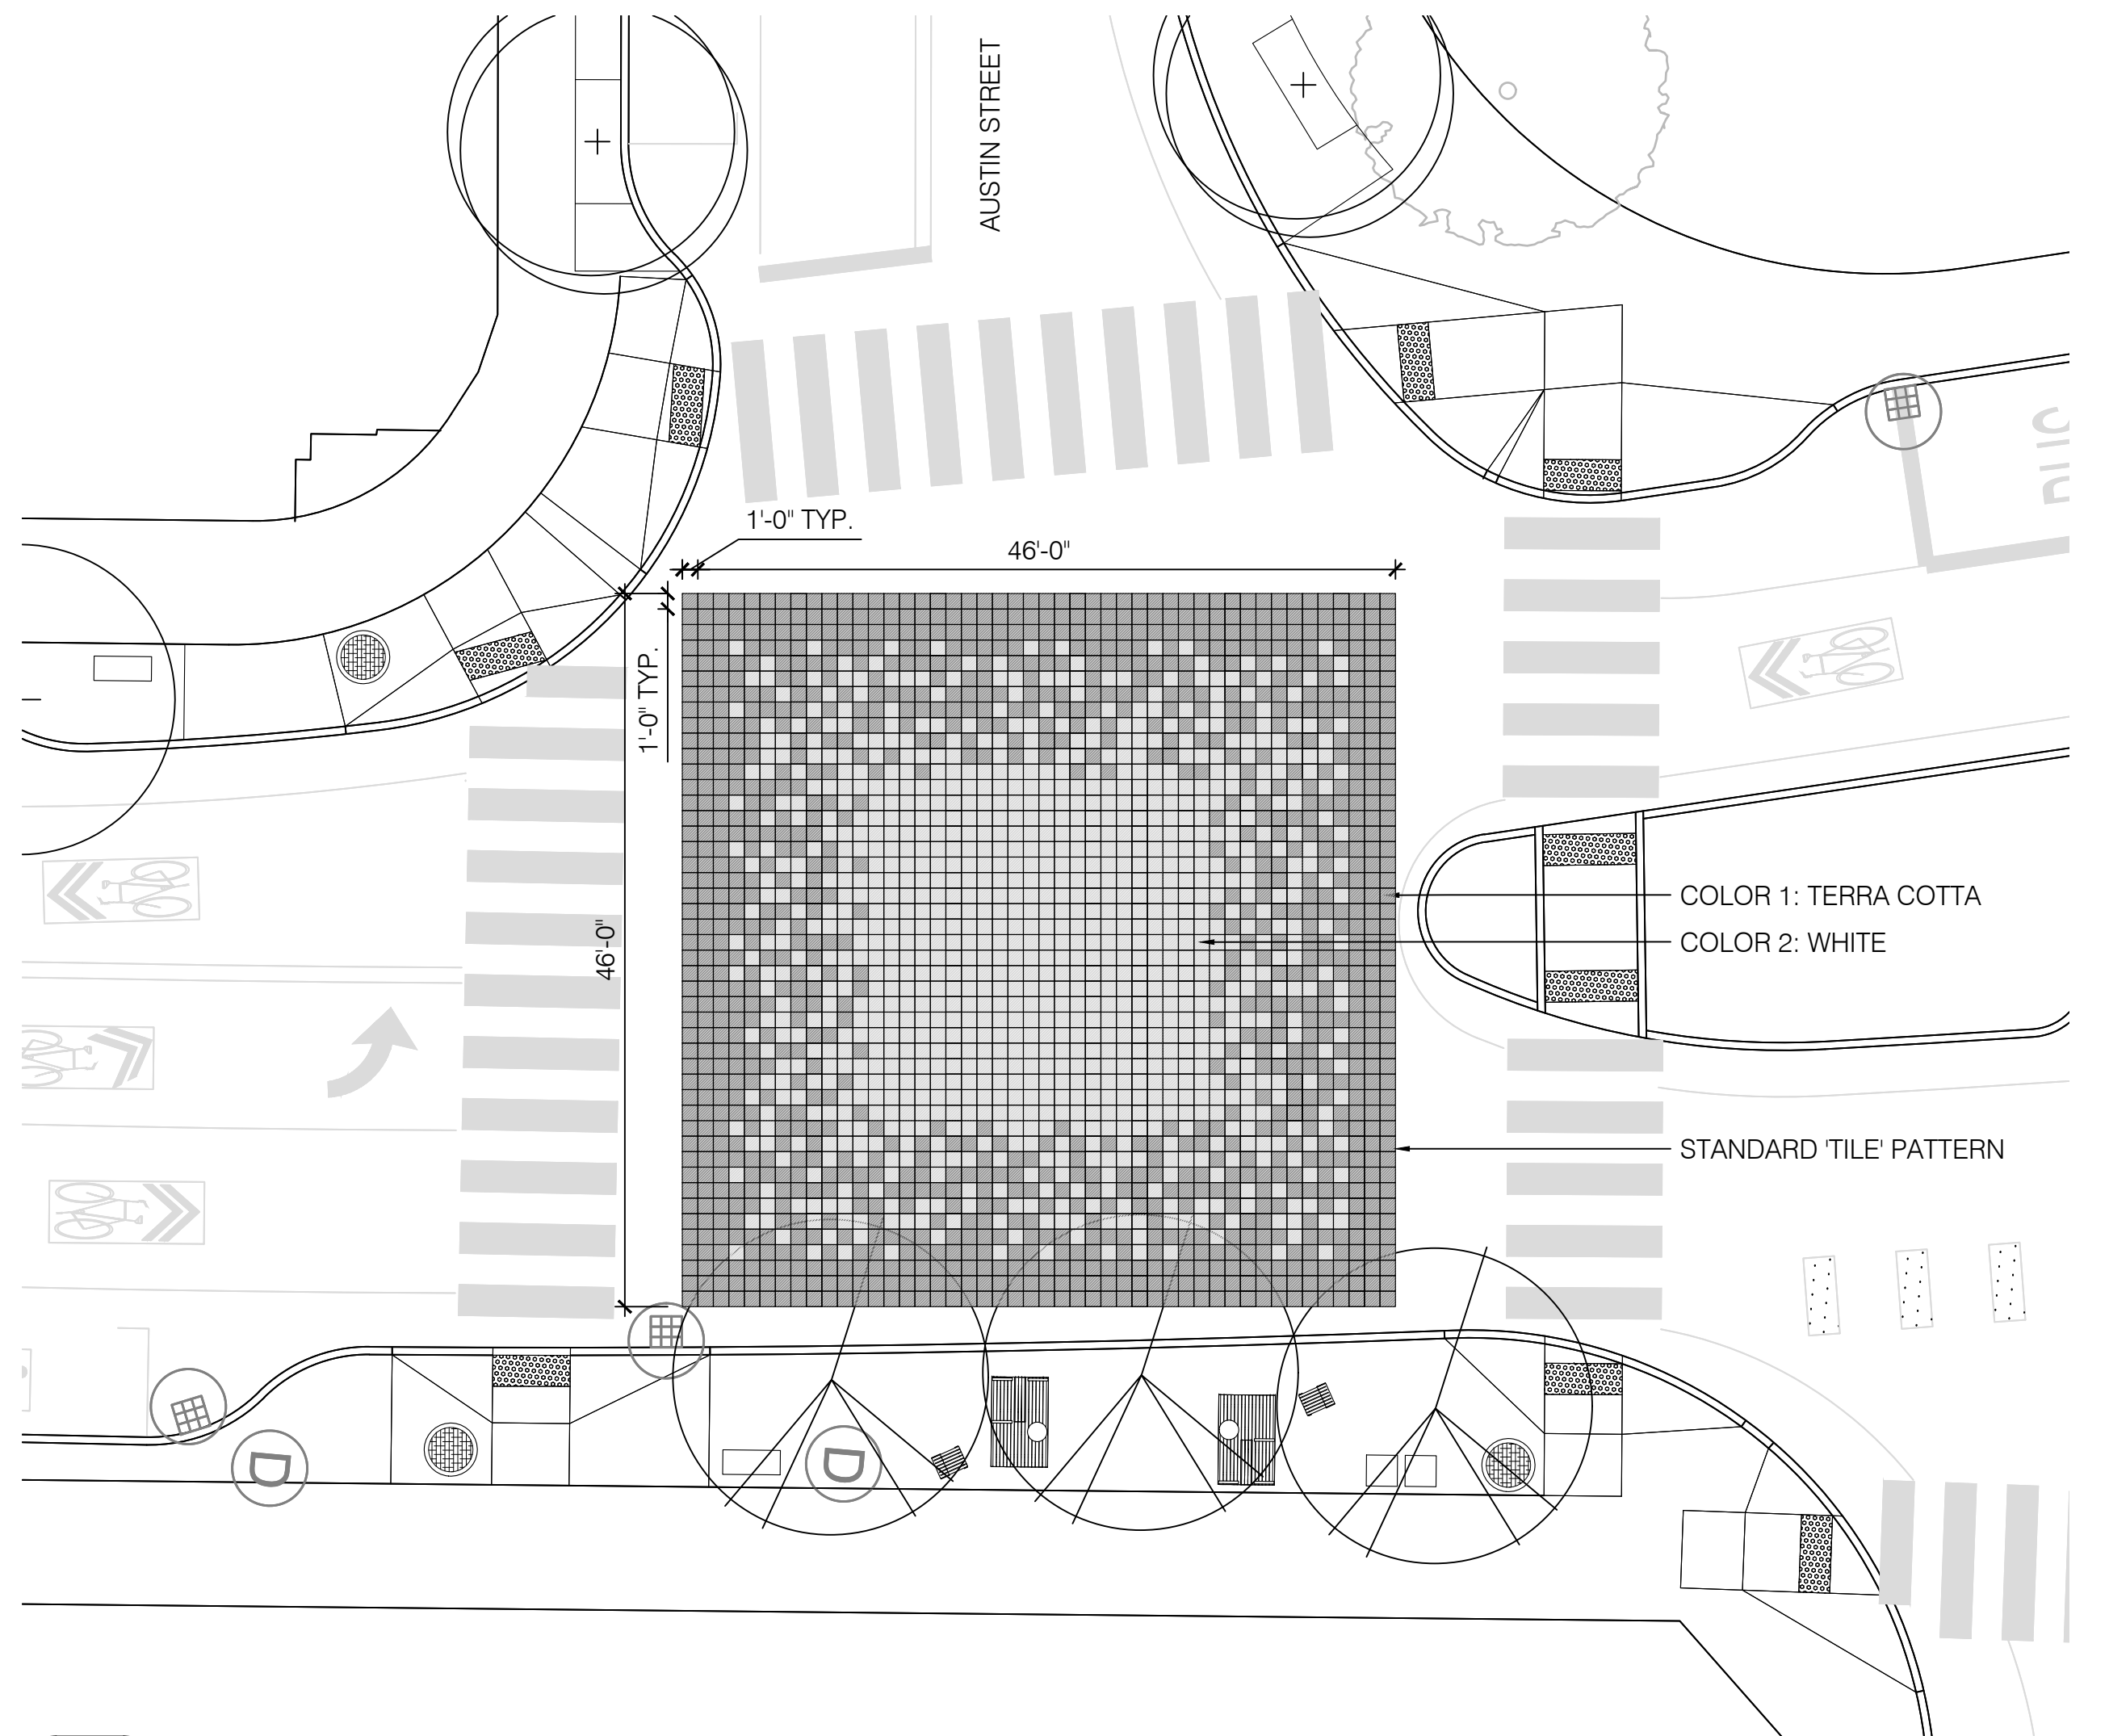 AUSTIN STREET
1'-0" TYP.
46'-0"
1'-0" TYP.
46'-0"
COLOR 1: TERRA COTTA
COLOR 2: WHITE
STANDARD 'TILE' PATTERN
D
D